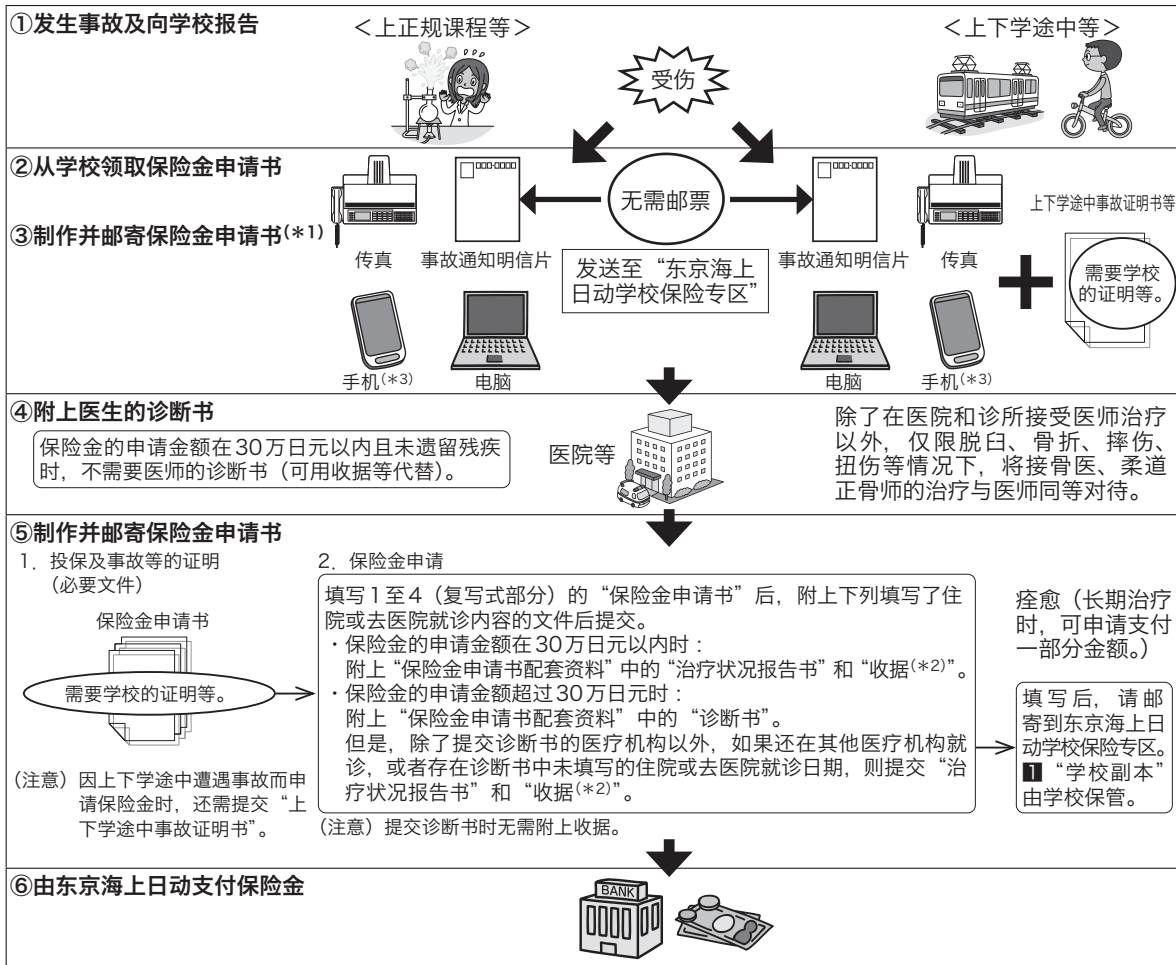 ①发生事故及向学校报告
＜上正规课程等＞
受伤
＜上下学途中等＞
②从学校领取保险金申请书
③制作并邮寄保险金申请书(*1)
传真
□□□-□□□□
事故通知明信片
无需邮票
发送至“东京海上
日动学校保险专区”
□□□-□□□□
事故通知明信片
传真
上下学途中事故证明书等
需要学校
的证明等。
手机(*3)
电脑
电脑
手机(*3)
④附上医生的诊断书
保险金的申请金额在30万日元以内且未遗留残疾
时，不需要医师的诊断书（可用收据等代替）。
医院等
除了在医院和诊所接受医师治疗
以外，仅限脱臼、骨折、摔伤、
扭伤等情况下，将接骨医、柔道
正骨师的治疗与医师同等对待。
⑤制作并邮寄保险金申请书
1．投保及事故等的证明
（必要文件）
保险金申请书
需要学校的证明等。
（注意）因上下学途中遭遇事故而申
请保险金时，还需提交“上
下学途中事故证明书”。
2．保险金申请
填写1至4（复写式部分）的“保险金申请书”后，附上下列填写了住
院或去医院就诊内容的文件后提交。
・保险金的申请金额在30万日元以内时：
附上“保险金申请书配套资料”中的“治疗状况报告书”和“收据(*2)”。
・保险金的申请金额超过30万日元时：
附上“保险金申请书配套资料”中的“诊断书”。
但是，除了提交诊断书的医疗机构以外，如果还在其他医疗机构就
诊，或者存在诊断书中未填写的住院或去医院就诊日期，则提交“治
疗状况报告书”和“收据(*2)”。
（注意）提交诊断书时无需附上收据。
痊愈（长期治疗
时，可申请支付
一部分金额。）
填写后，请邮
寄到东京海上日
动学校保险专区。
1“学校副本”
由学校保管。
⑥由东京海上日动支付保险金
BANK